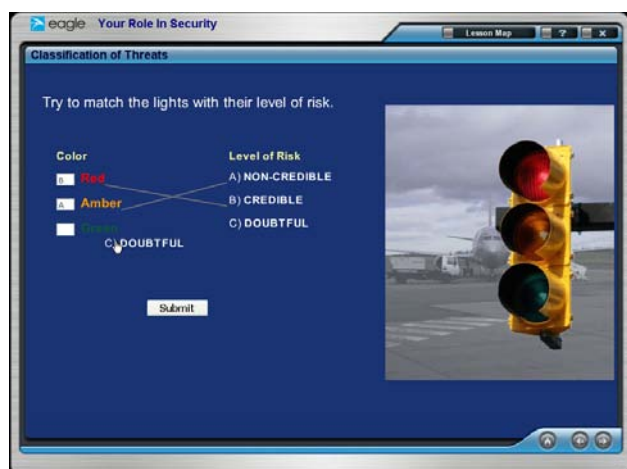 eagle Your Role In Security
Lesson Map ? X
Classification of Threats
Try to match the lights with their level of risk.
Color Level of Risk
B Red A) NON-CREDIBLE
A Amber B) CREDIBLE
Green C) DOUBTFUL
C) DOUBTFUL
Submit